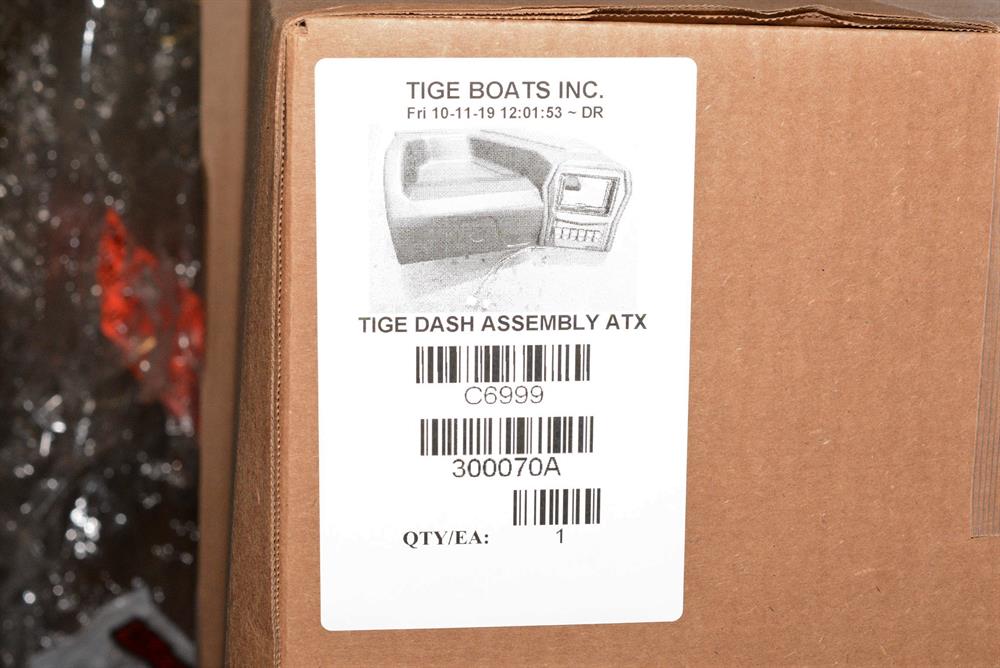 TIGE BOATS INC.
Fri 10-11-19 12:01:53 ~ DR
TIGE DASH ASSEMBLY ATX
C6999
300070A
QTY/EA: 1